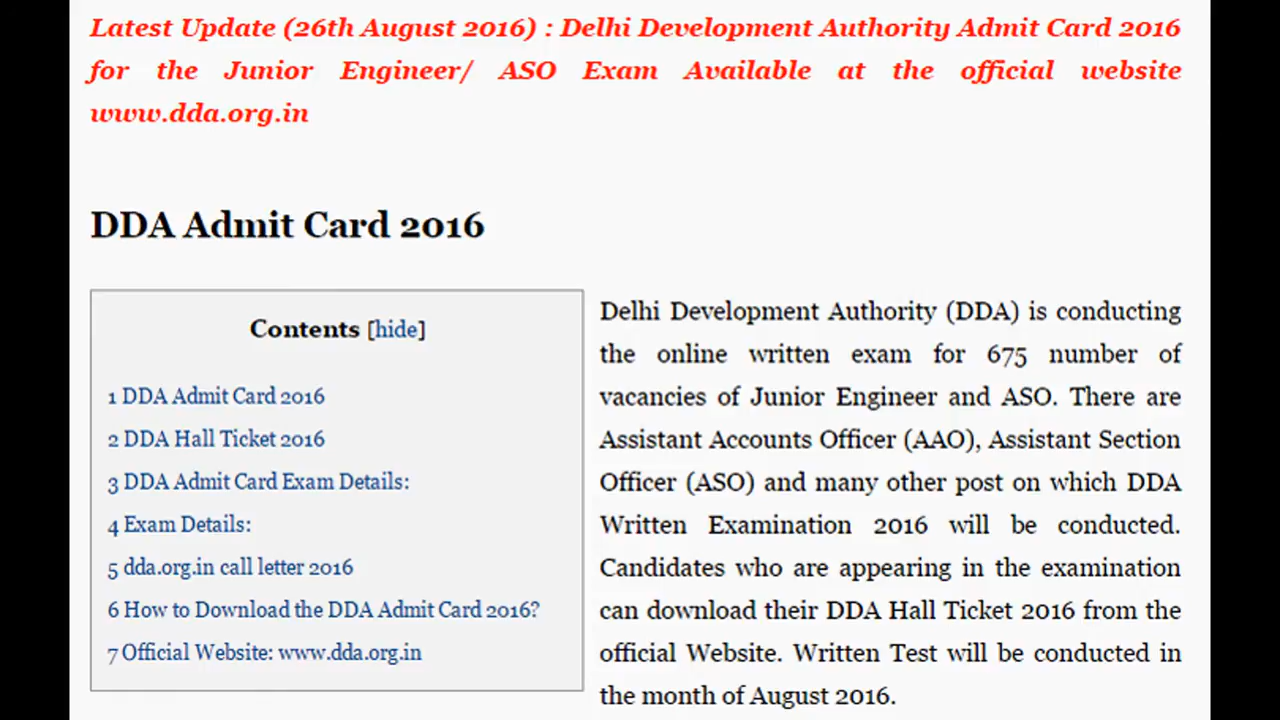 Latest Update (26th August 2016) : Delhi Development Authority Admit Card 2016
for the Junior Engineer/ ASO Exam Available at the official website
www.dda.org.in
DDA Admit Card 2016
Contents [hide]
1 DDA Admit Card 2016
2 DDA Hall Ticket 2016
3 DDA Admit Card Exam Details:
4 Exam Details:
5 dda.org.in call letter 2016
6 How to Download the DDA Admit Card 2016?
7 Official Website: www.dda.org.in
Delhi Development Authority (DDA) is conducting
the online written exam for 675 number of
vacancies of Junior Engineer and ASO. There are
Assistant Accounts Officer (AAO), Assistant Section
Officer (ASO) and many other post on which DDA
Written Examination 2016 will be conducted.
Candidates who are appearing in the examination
can download their DDA Hall Ticket 2016 from the
official Website. Written Test will be conducted in
the month of August 2016.